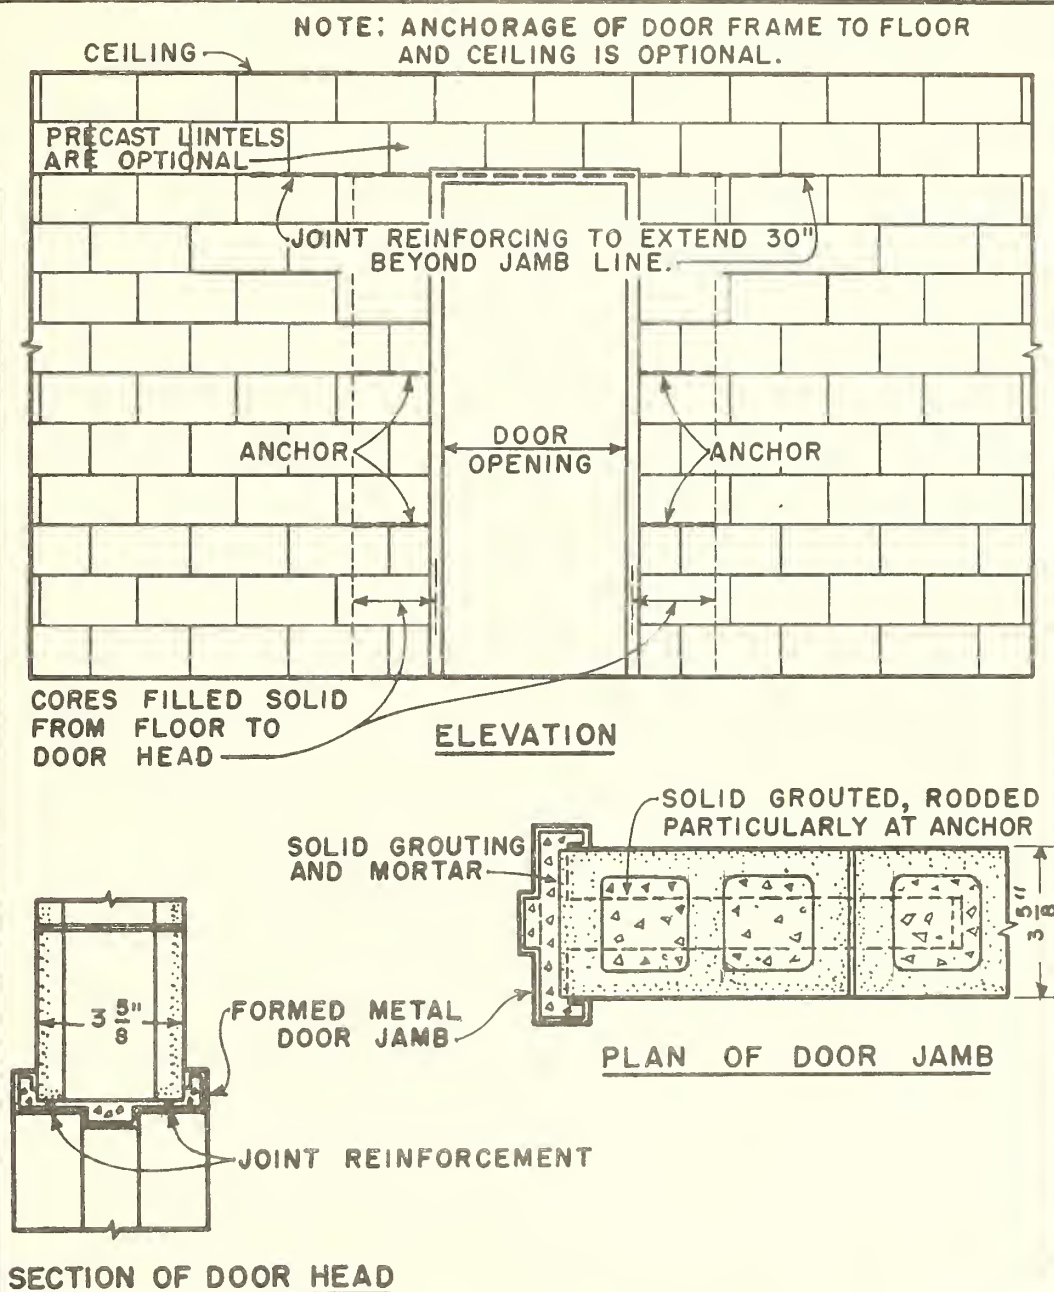 NOTE: ANCHORAGE OF DOOR FRAME TO FLOOR
AND CEILING IS OPTIONAL.
CEILING
PRECAST LINTELS
ARE OPTIONAL
JOINT REINFORCING TO EXTEND 30"
BEYOND JAMB LINE.
ANCHOR
DOOR
OPENING
ANCHOR
CORES FILLED SOLID
FROM FLOOR TO
DOOR HEAD
ELEVATION
SOLID GROUTED, RODDED
PARTICULARLY AT ANCHOR
SOLID GROUTING
AND MORTAR
3 5/8"
3 5/8"
FORMED METAL
DOOR JAMB
PLAN OF DOOR JAMB
JOINT REINFORCEMENT
SECTION OF DOOR HEAD